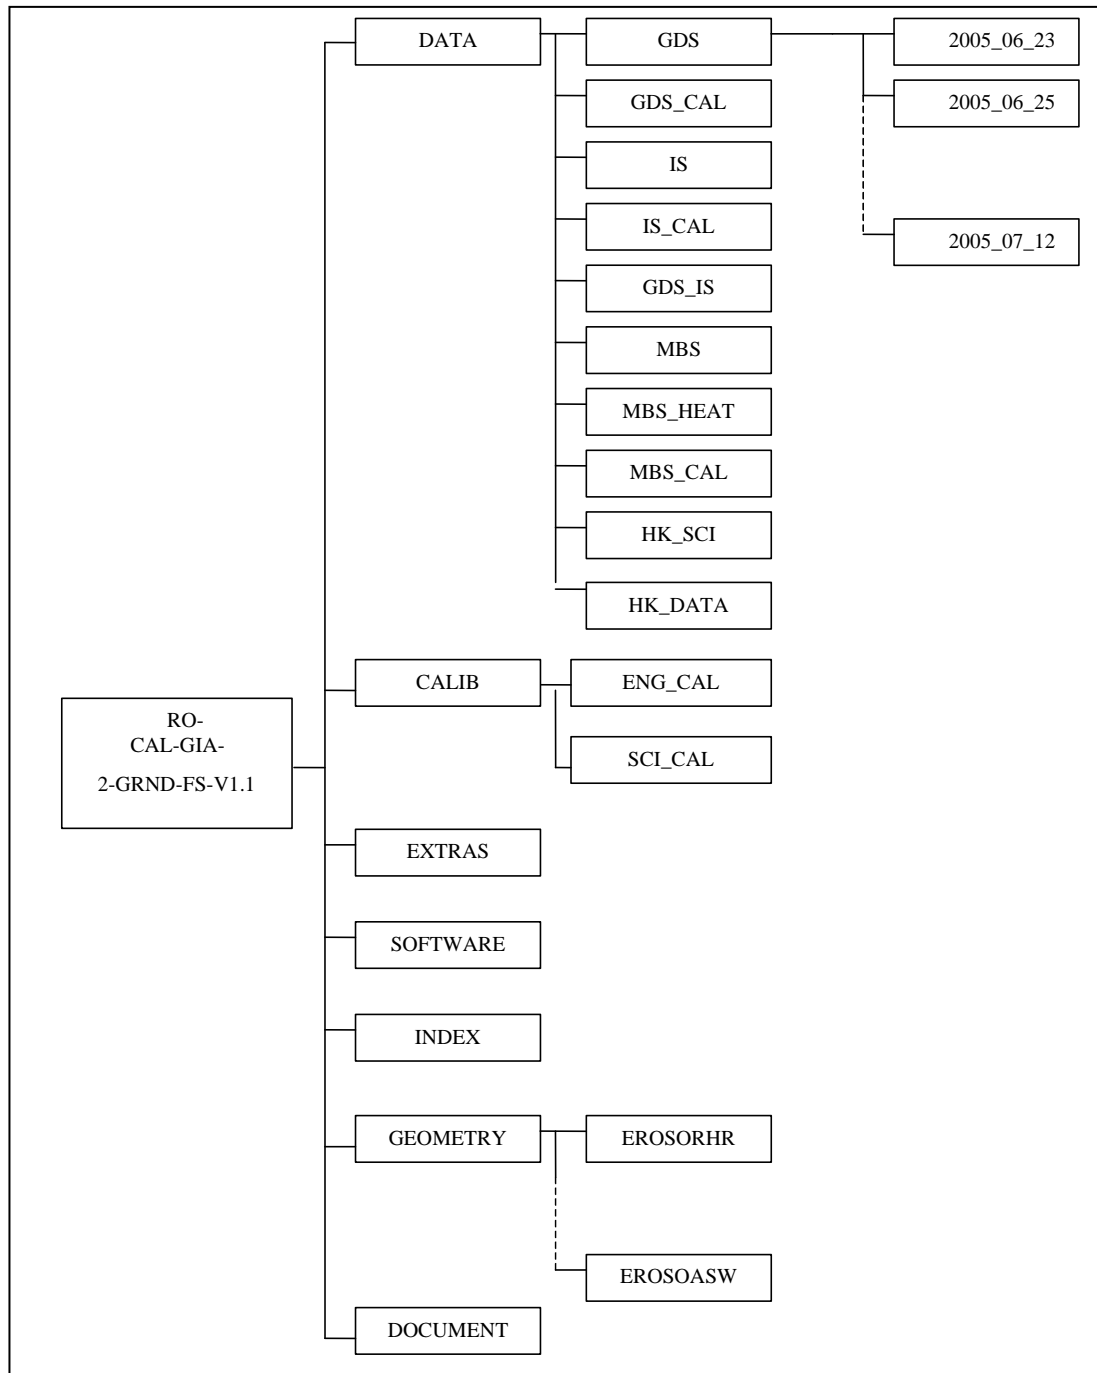 DATA
GDS
2005_06_23
GDS_CAL
2005_06_25
IS
IS_CAL
2005_07_12
GDS_IS
MBS
MBS_HEAT
MBS_CAL
HK_SCI
HK_DATA
CALIB
ENG_CAL
RO-
CAL-GIA-
2-GRND-FS-V1.1
SCI_CAL
EXTRAS
SOFTWARE
INDEX
GEOMETRY
EROSORHR
EROSOASW
DOCUMENT